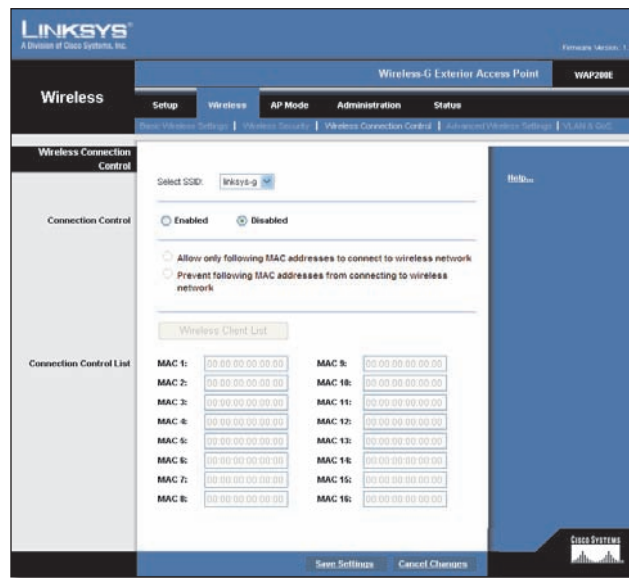 LINKSYS®
A Division of Cisco Systems, Inc.
Firmware Version: 1.
Wireless-G Exterior Access Point
WAP200E
Wireless
Setup
Wireless
AP Mode
Administration
Status
Basic Wireless Settings | Wireless Security | Wireless Connection Control | Advanced Wireless Settings | VLAN & QoS
Wireless Connection
Control
Select SSID: linksys-g
Help...
Connection Control
Enabled
Disabled
Allow only following MAC addresses to connect to wireless network
Prevent following MAC addresses from connecting to wireless
network
Wireless Client List
Connection Control List
MAC 1: 00:00:00:00:00:00 MAC 9: 00:00:00:00:00:00
MAC 2: 00:00:00:00:00:00 MAC 10: 00:00:00:00:00:00
MAC 3: 00:00:00:00:00:00 MAC 11: 00:00:00:00:00:00
MAC 4: 00:00:00:00:00:00 MAC 12: 00:00:00:00:00:00
MAC 5: 00:00:00:00:00:00 MAC 13: 00:00:00:00:00:00
MAC 6: 00:00:00:00:00:00 MAC 14: 00:00:00:00:00:00
MAC 7: 00:00:00:00:00:00 MAC 15: 00:00:00:00:00:00
MAC 8: 00:00:00:00:00:00 MAC 16: 00:00:00:00:00:00
Save Settings
Cancel Changes
CISCO SYSTEMS